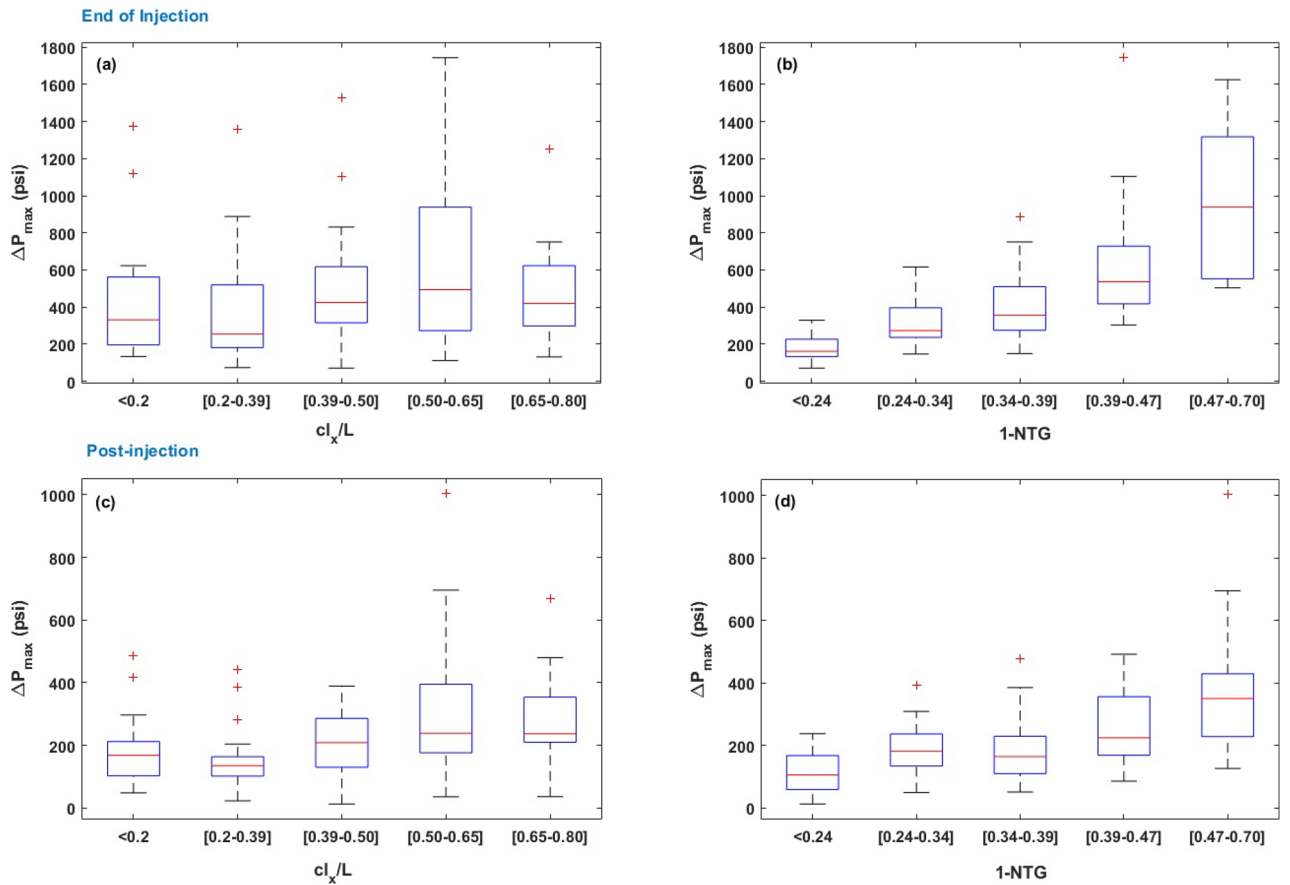 End of Injection
(a)
1800
1600
1400
1200
1000
800
600
400
200
0
ΔPmax (psi)
<0.2 [0.2-0.39] [0.39-0.50] [0.50-0.65] [0.65-0.80]
clx/L
(b)
1800
1600
1400
1200
1000
800
600
400
200
0
ΔPmax (psi)
<0.24 [0.24-0.34] [0.34-0.39] [0.39-0.47] [0.47-0.70]
1-NTG
Post-injection
(c)
1000
800
600
400
200
0
ΔPmax (psi)
<0.2 [0.2-0.39] [0.39-0.50] [0.50-0.65] [0.65-0.80]
clx/L
(d)
1000
800
600
400
200
0
ΔPmax (psi)
<0.24 [0.24-0.34] [0.34-0.39] [0.39-0.47] [0.47-0.70]
1-NTG